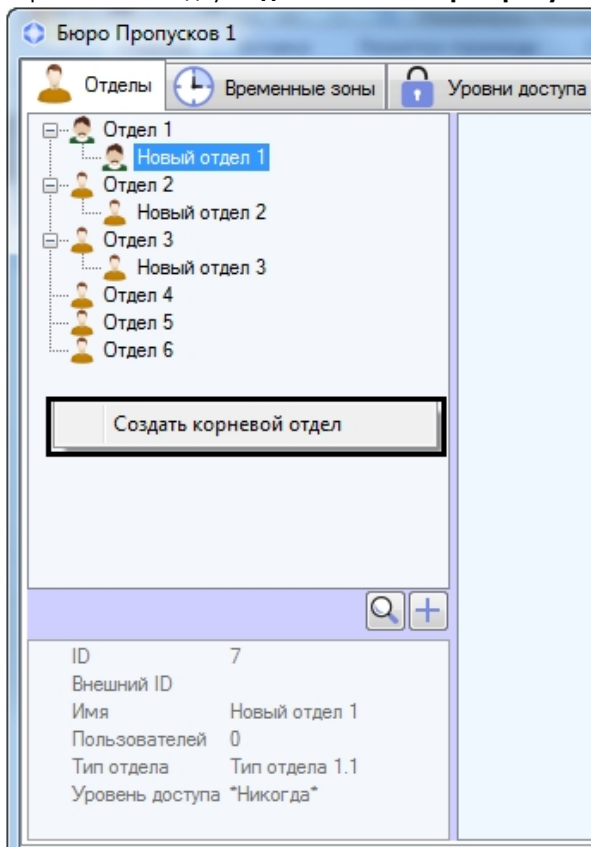 Бюро Пропусков 1
Отделы Временные зоны Уровни доступа
Отдел 1
Новый отдел 1
Отдел 2
Новый отдел 2
Отдел 3
Новый отдел 3
Отдел 4
Отдел 5
Отдел 6
Создать корневой отдел
ID 7
Внешний ID
Имя Новый отдел 1
Пользователей 0
Тип отдела Тип отдела 1.1
Уровень доступа *Никогда*